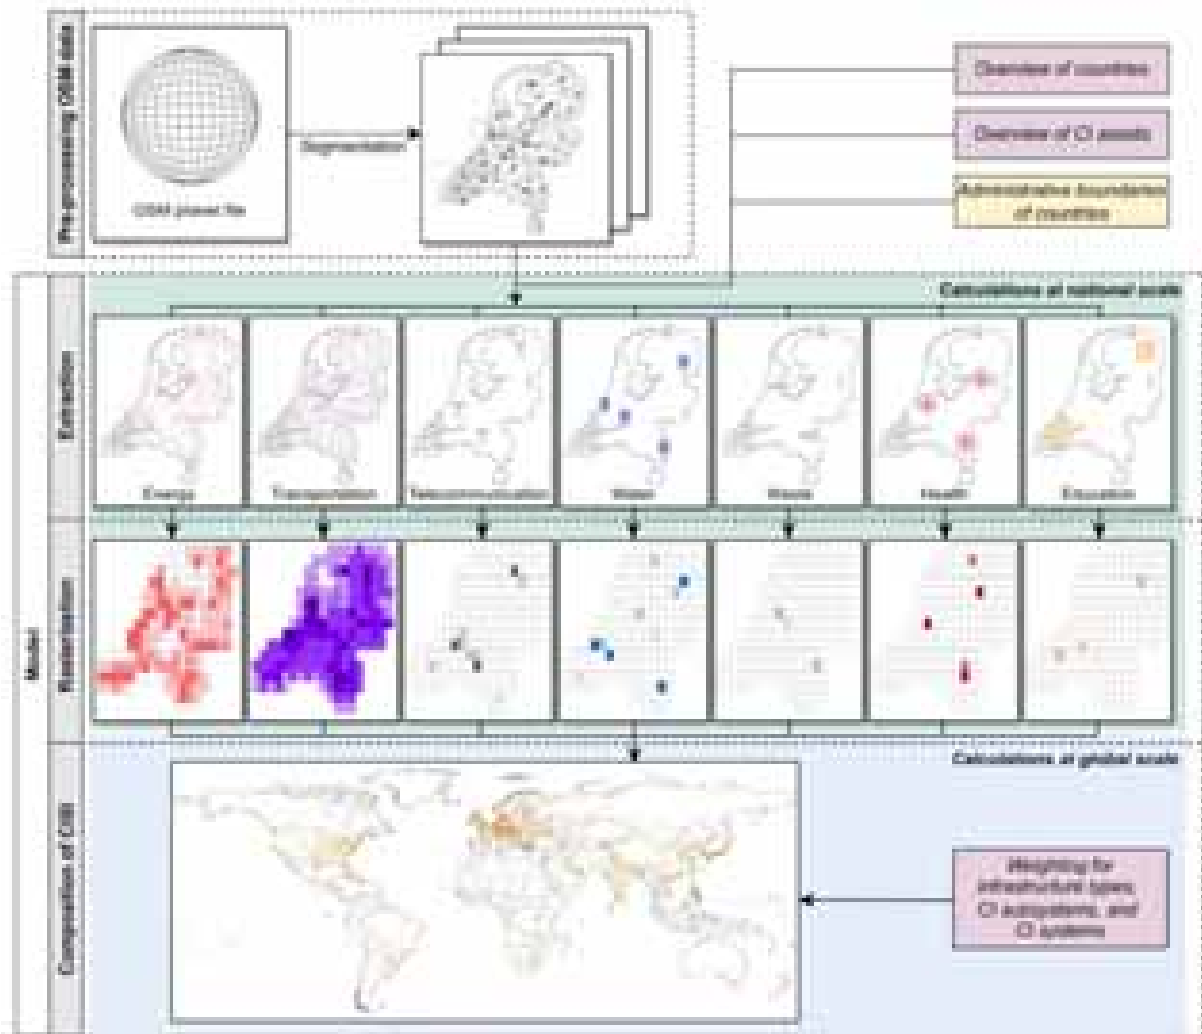 Pre-processing OSM data
OSM planet file
Segmentation
Overview of countries
Overview of CI assets
Administrative boundaries
of countries
Calculations at national scale
Model
Extraction
Energy
Transportation
Telecommunication
Water
Waste
Health
Education
Rasterisation
Calculations at global scale
Composition of CISI
Weighting for
infrastructure types,
CI subsystems, and
CI systems